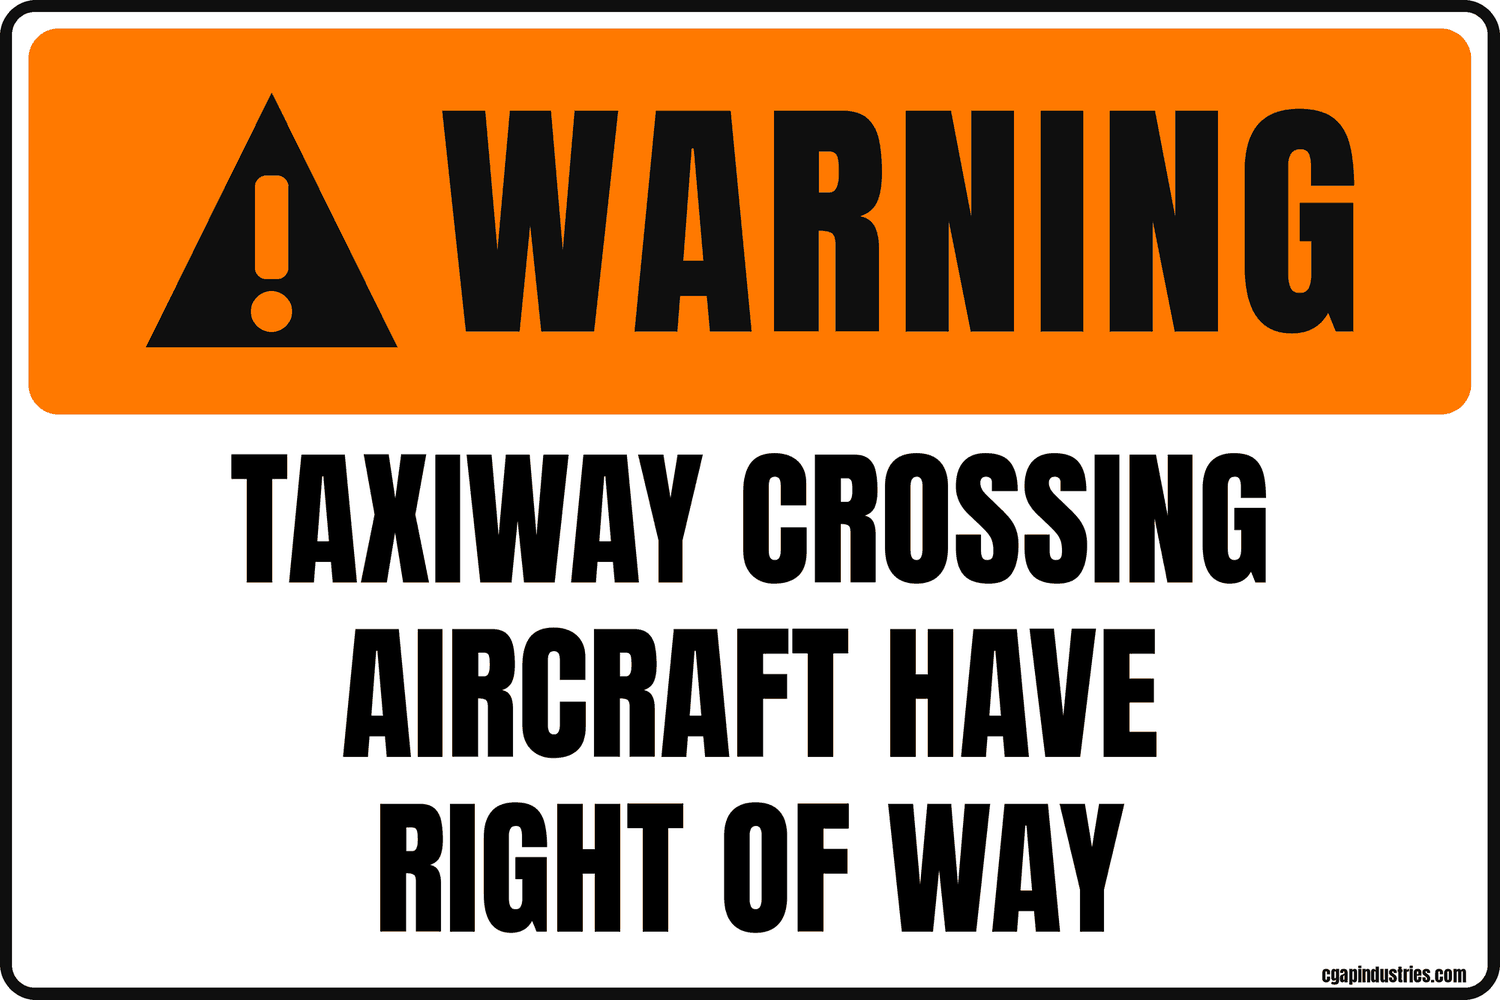 WARNING
TAXIWAY CROSSING
AIRCRAFT HAVE
RIGHT OF WAY
cgapindustries.com